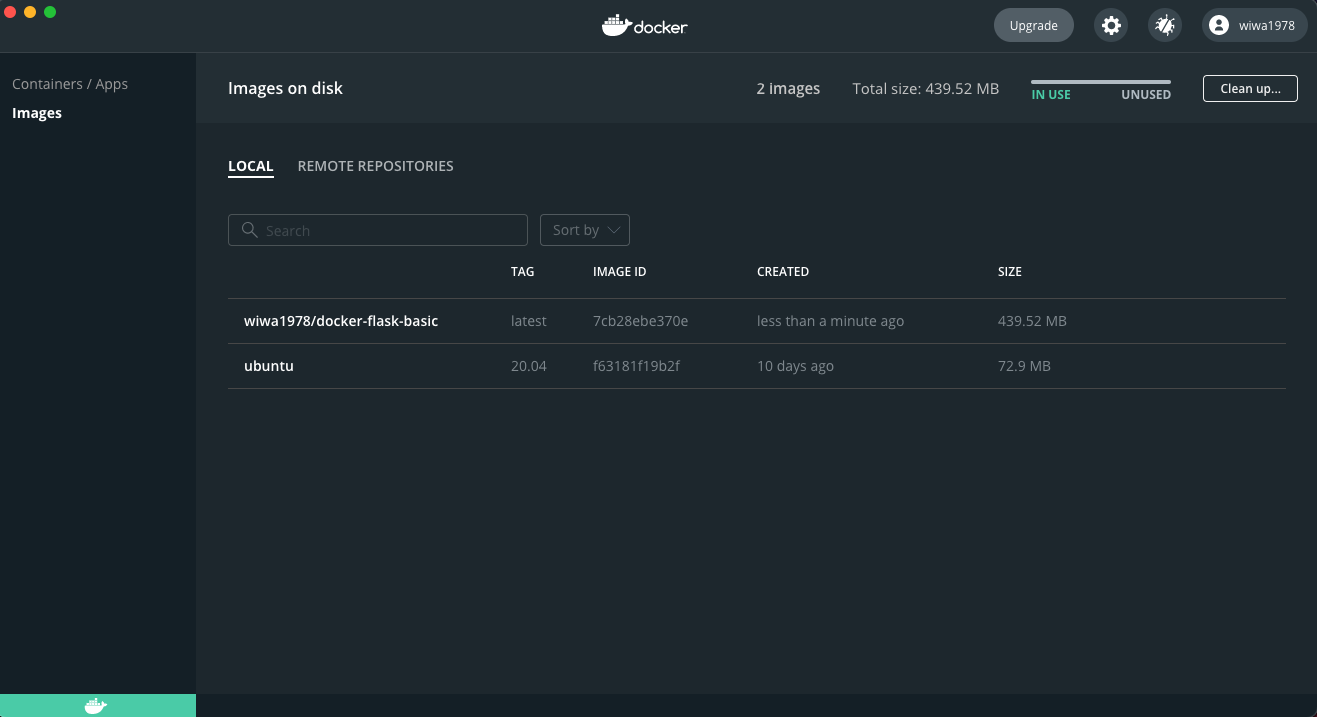 docker
Upgrade
wiwa1978
Containers / Apps
Images
Images on disk
2 images
Total size: 439.52 MB
IN USE
UNUSED
Clean up...
LOCAL
REMOTE REPOSITORIES
Search
Sort by
TAG IMAGE ID CREATED SIZE
wiwa1978/docker-flask-basic latest 7cb28ebe370e less than a minute ago 439.52 MB
ubuntu 20.04 f63181f19b2f 10 days ago 72.9 MB